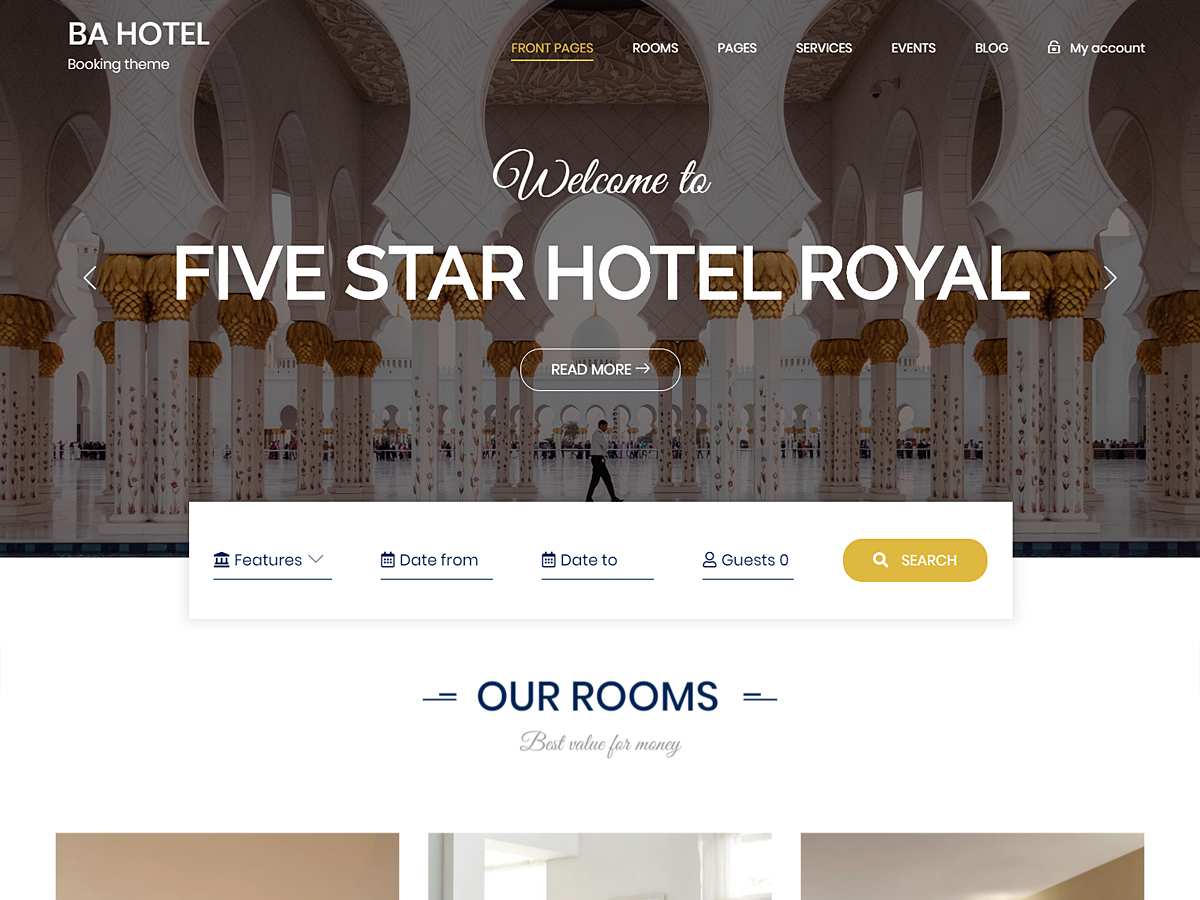 BA HOTEL
Booking theme
FRONT PAGES ROOMS PAGES SERVICES EVENTS BLOG My account
Welcome to
FIVE STAR HOTEL ROYAL
READ MORE
Features Date from Date to Guests 0 SEARCH
OUR ROOMS
Best value for money